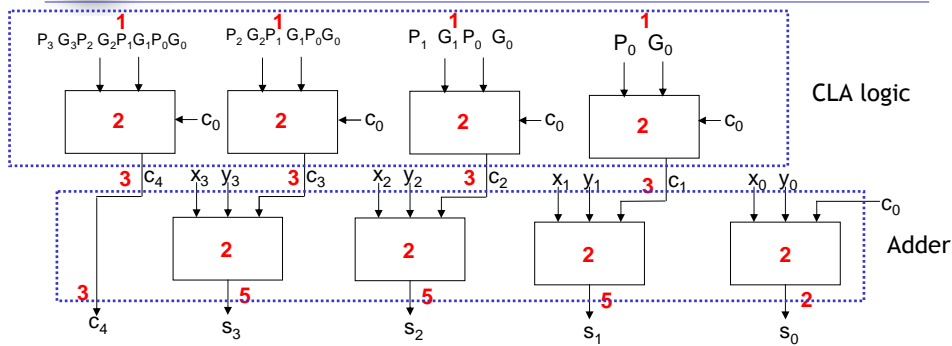 1 1 1 1
P₃ G₃P₂ G₂P₁G₁P₀G₀ P₂ G₂P₁ G₁P₀G₀ P₁ G₁ P₀ G₀ P₀ G₀
CLA logic
2 c₀ 2 c₀ 2 c₀ 2 c₀
3 c₄ x₃ y₃ 3 c₃ x₂ y₂ 3 c₂ x₁ y₁ 3 c₁ x₀ y₀
c₀
2 2 2 2 Adder
3 5 5 5 2
c₄ s₃ s₂ s₁ s₀